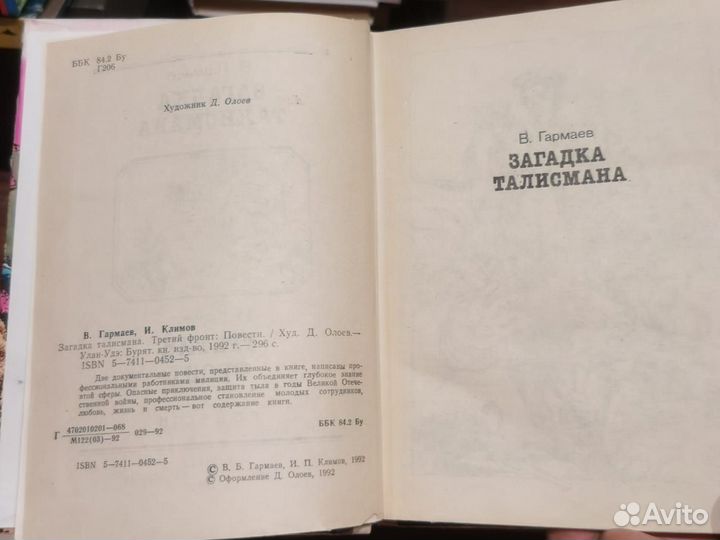 ББК 84.2 Бу
Г206
Художник Д. Олоев
В. Гармаев, И. Климов
Загадка талисмана. Третий фронт: Повести. / Худ. Д. Олоев.—
Улан-Удэ: Бурят. кн. изд-во, 1992 г.— 296 с.
ISBN 5—7411—0452—5
Две документальные повести, представленные в книге, написаны про-
фессиональными работниками милиции. Их объединяет глубокое знание
этой сферы. Опасные приключения, защита тыла в годы Великой Отече-
ственной войны, профессиональное становление молодых сотрудников,
любовь, жизнь и смерть — вот содержание книги.
Г 4702010201—068
М122(03)—92 029—92
ББК 84.2 Бу
ISBN 5—7411—0452—5
© В. Б. Гармаев, И. П. Климов, 1992
© Оформление Д. Олоев, 1992
В. Гармаев
ЗАГАДКА
ТАЛИСМАНА
Avito